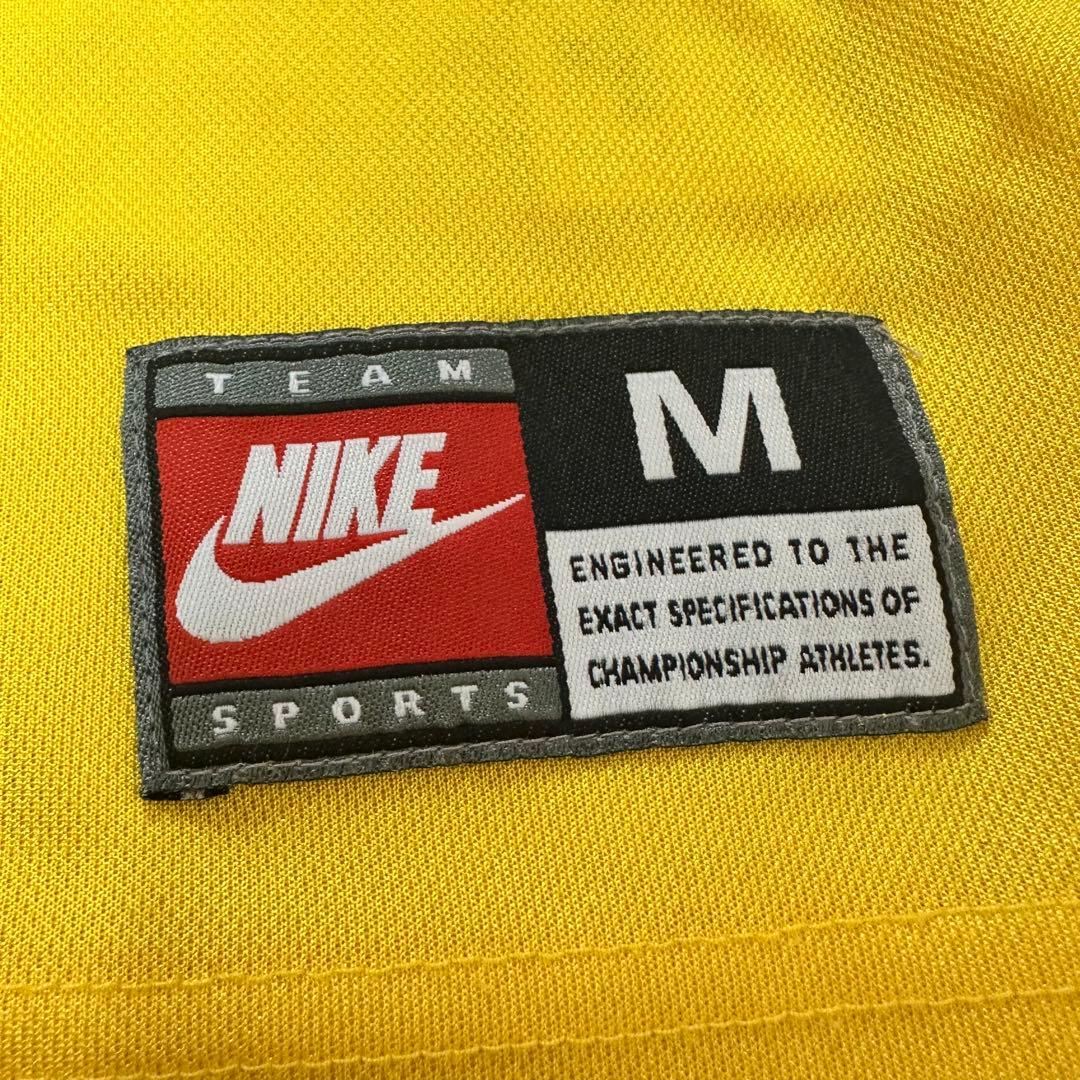 TEAM
NIKE
SPORTS
M
ENGINEERED TO THE
EXACT SPECIFICATIONS OF
CHAMPIONSHIP ATHLETES.